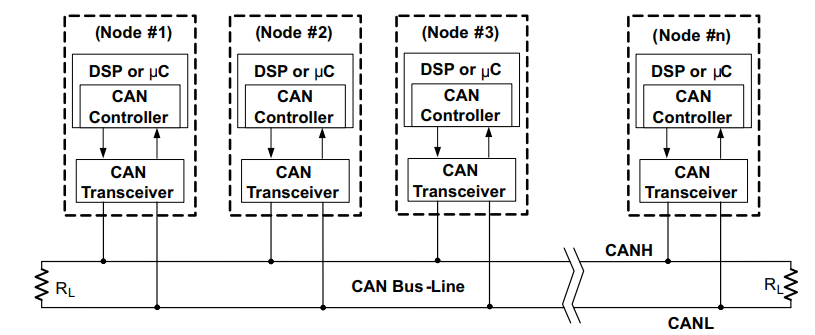 (Node #1)
DSP or µC
CAN
Controller
CAN
Transceiver
(Node #2)
DSP or µC
CAN
Controller
CAN
Transceiver
(Node #3)
DSP or µC
CAN
Controller
CAN
Transceiver
(Node #n)
DSP or µC
CAN
Controller
CAN
Transceiver
CANH
RL
CAN Bus-Line
RL
CANL